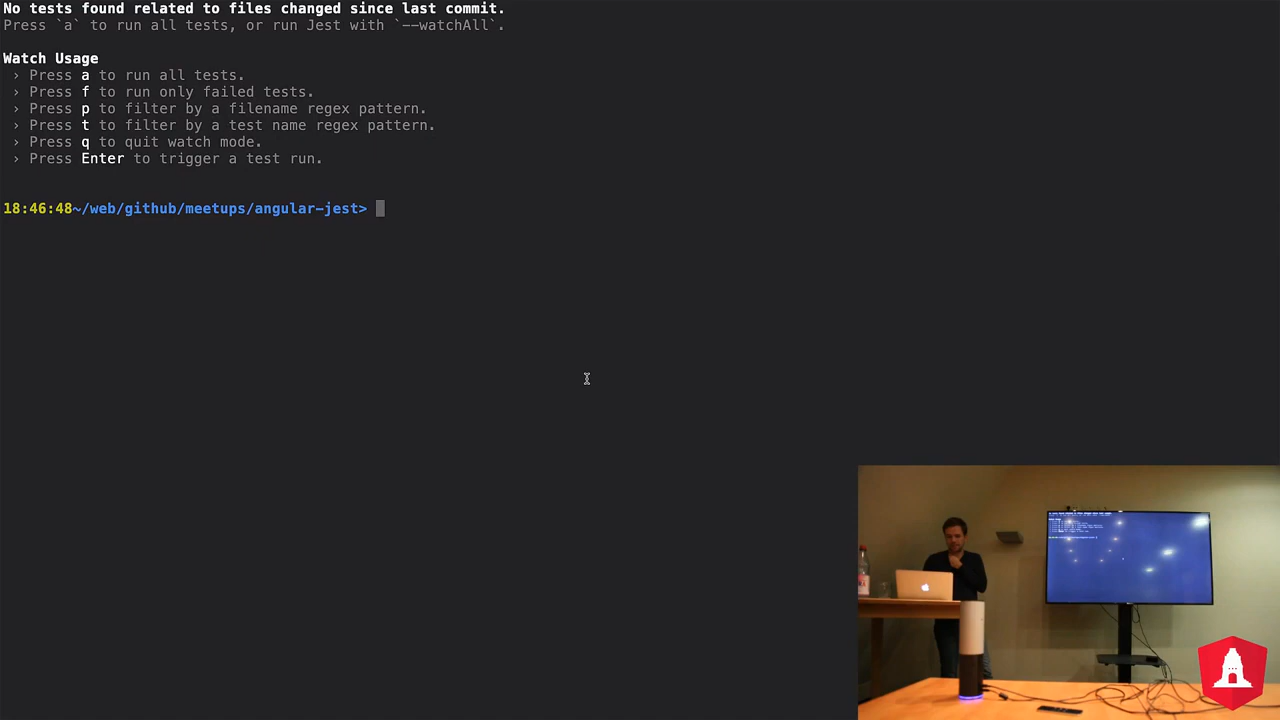 No tests found related to files changed since last commit.
Press `a` to run all tests, or run Jest with `--watchAll`.
Watch Usage
› Press a to run all tests.
› Press f to run only failed tests.
› Press p to filter by a filename regex pattern.
› Press t to filter by a test name regex pattern.
› Press q to quit watch mode.
› Press Enter to trigger a test run.
18:46:48~/web/github/meetups/angular-jest>